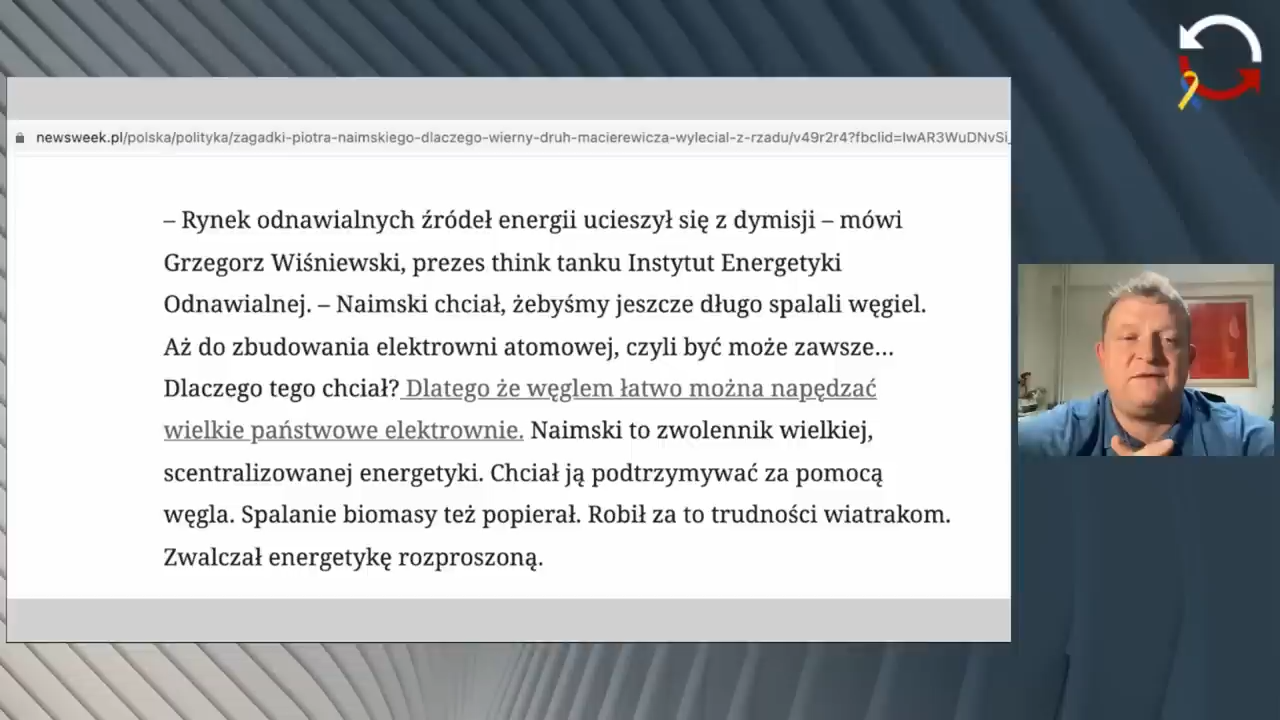 newsweek.pl/polska/polityka/zagadki-piotra-naimskiego-dlaczego-wierny-druh-macierewicza-wylecial-z-rzadu/v49r2r4?fbclid=IwAR3WuDNvSi_
– Rynek odnawialnych źródeł energii ucieszył się z dymisji – mówi
Grzegorz Wiśniewski, prezes think tanku Instytut Energetyki
Odnawialnej. – Naimski chciał, żebyśmy jeszcze długo spalali węgiel.
Aż do zbudowania elektrowni atomowej, czyli być może zawsze...
Dlaczego tego chciał? Dlatego że węglem łatwo można napędzać
wielkie państwowe elektrownie. Naimski to zwolennik wielkiej,
scentralizowanej energetyki. Chciał ją podtrzymywać za pomocą
węgla. Spalanie biomasy też popierał. Robił za to trudności wiatrakom.
Zwalczał energetykę rozproszoną.